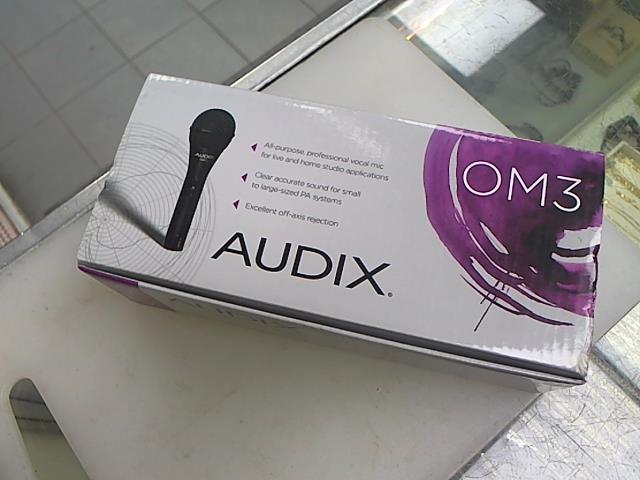 All-purpose, professional vocal mic
for live and home studio applications
Clear accurate sound for small
to large-sized PA systems
Excellent off-axis rejection
OM3
AUDIX
AUDIX.